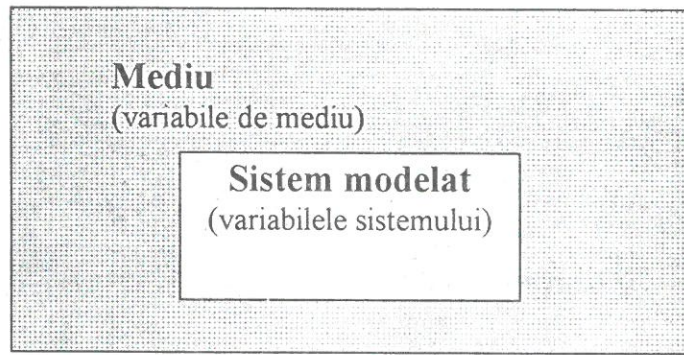 Mediu
(variabile de mediu)
Sistem modelat
(variabilele sistemului)